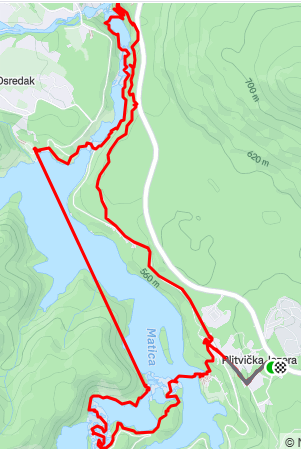 Osredak
700 m
620 m
560 m
Matica
Plitvička Jezera
© N